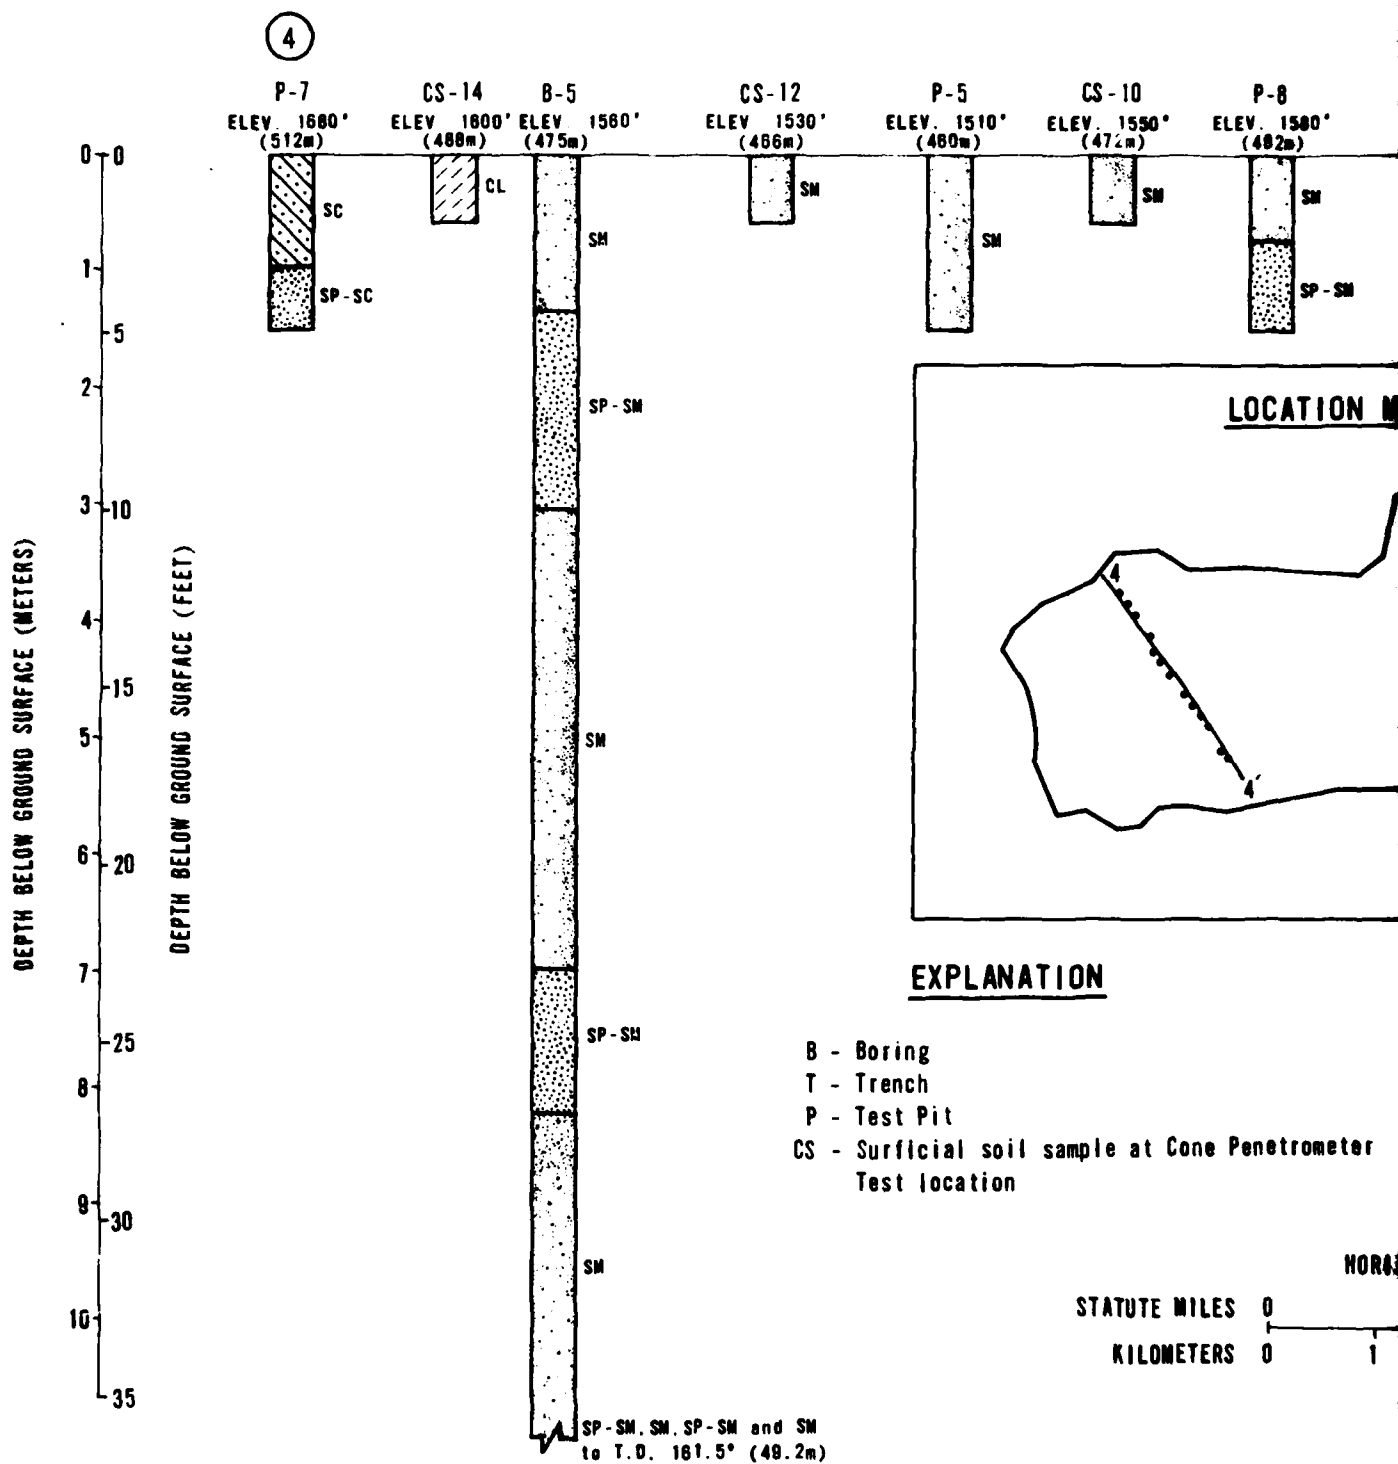 4
P-7 CS-14 B-5 CS-12 P-5 CS-10 P-8
ELEV. 1680' ELEV 1600' ELEV. 1560' ELEV. 1530' ELEV. 1510' ELEV. 1550' ELEV. 1580'
(512m) (488m) (475m) (466m) (460m) (472m) (482m)
0 0
SC
CL
SM
SM
SM
SM
SM
1
SP-SC
SP-SM
5
2
SP-SM
3 10
4
15
5
SM
6 20
7
SP-SM
25
8
9 30
SM
10
35
DEPTH BELOW GROUND SURFACE (METERS)
DEPTH BELOW GROUND SURFACE (FEET)
SP-SM, SM, SP-SM and SM
to T.D. 161.5' (49.2m)
LOCATION
4
4'
EXPLANATION
B - Boring
T - Trench
P - Test Pit
CS - Surficial soil sample at Cone Penetrometer
Test location
STATUTE MILES 0
KILOMETERS 0 1